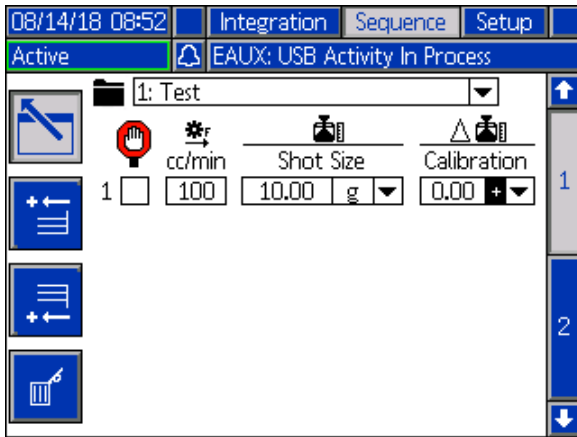 08/14/18 08:52 Integration Sequence Setup
Active EAUX: USB Activity In Process
1: Test
F
cc/min Shot Size Calibration
1 100 10.00 g 0.00 +
1
2